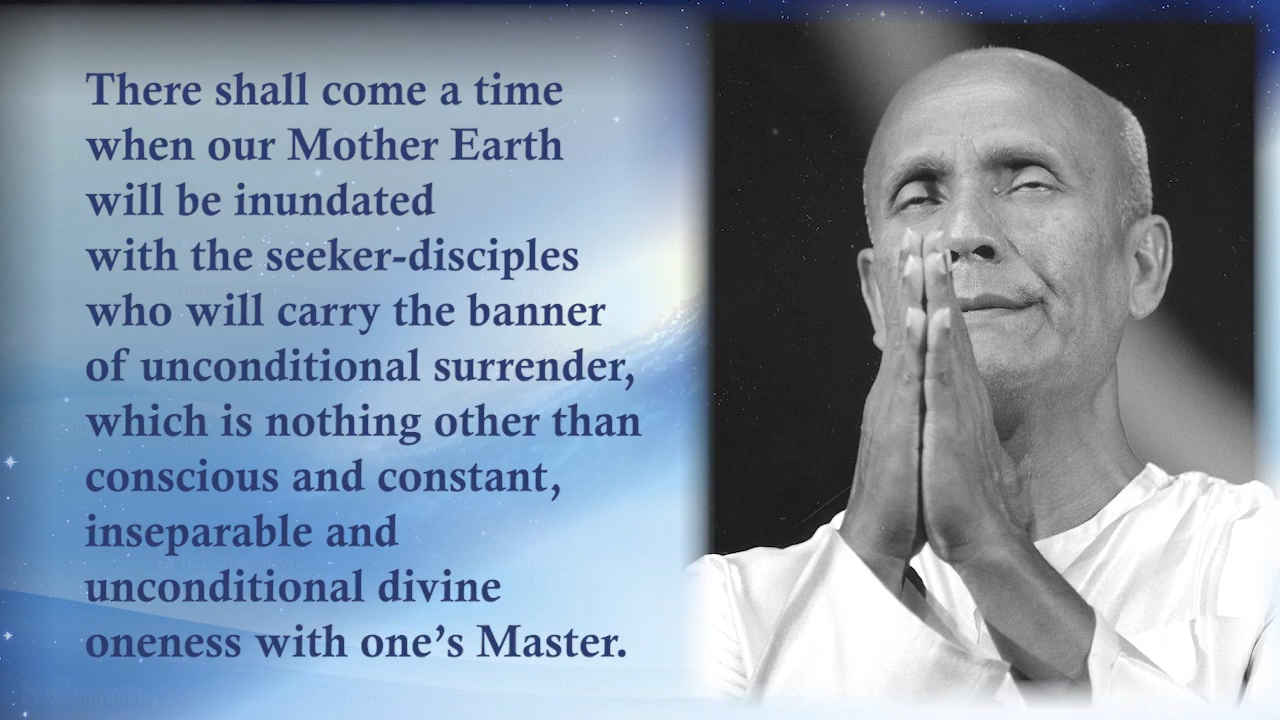 There shall come a time
when our Mother Earth
will be inundated
with the seeker-disciples
who will carry the banner
of unconditional surrender,
which is nothing other than
conscious and constant,
inseparable and
unconditional divine
oneness with one’s Master.